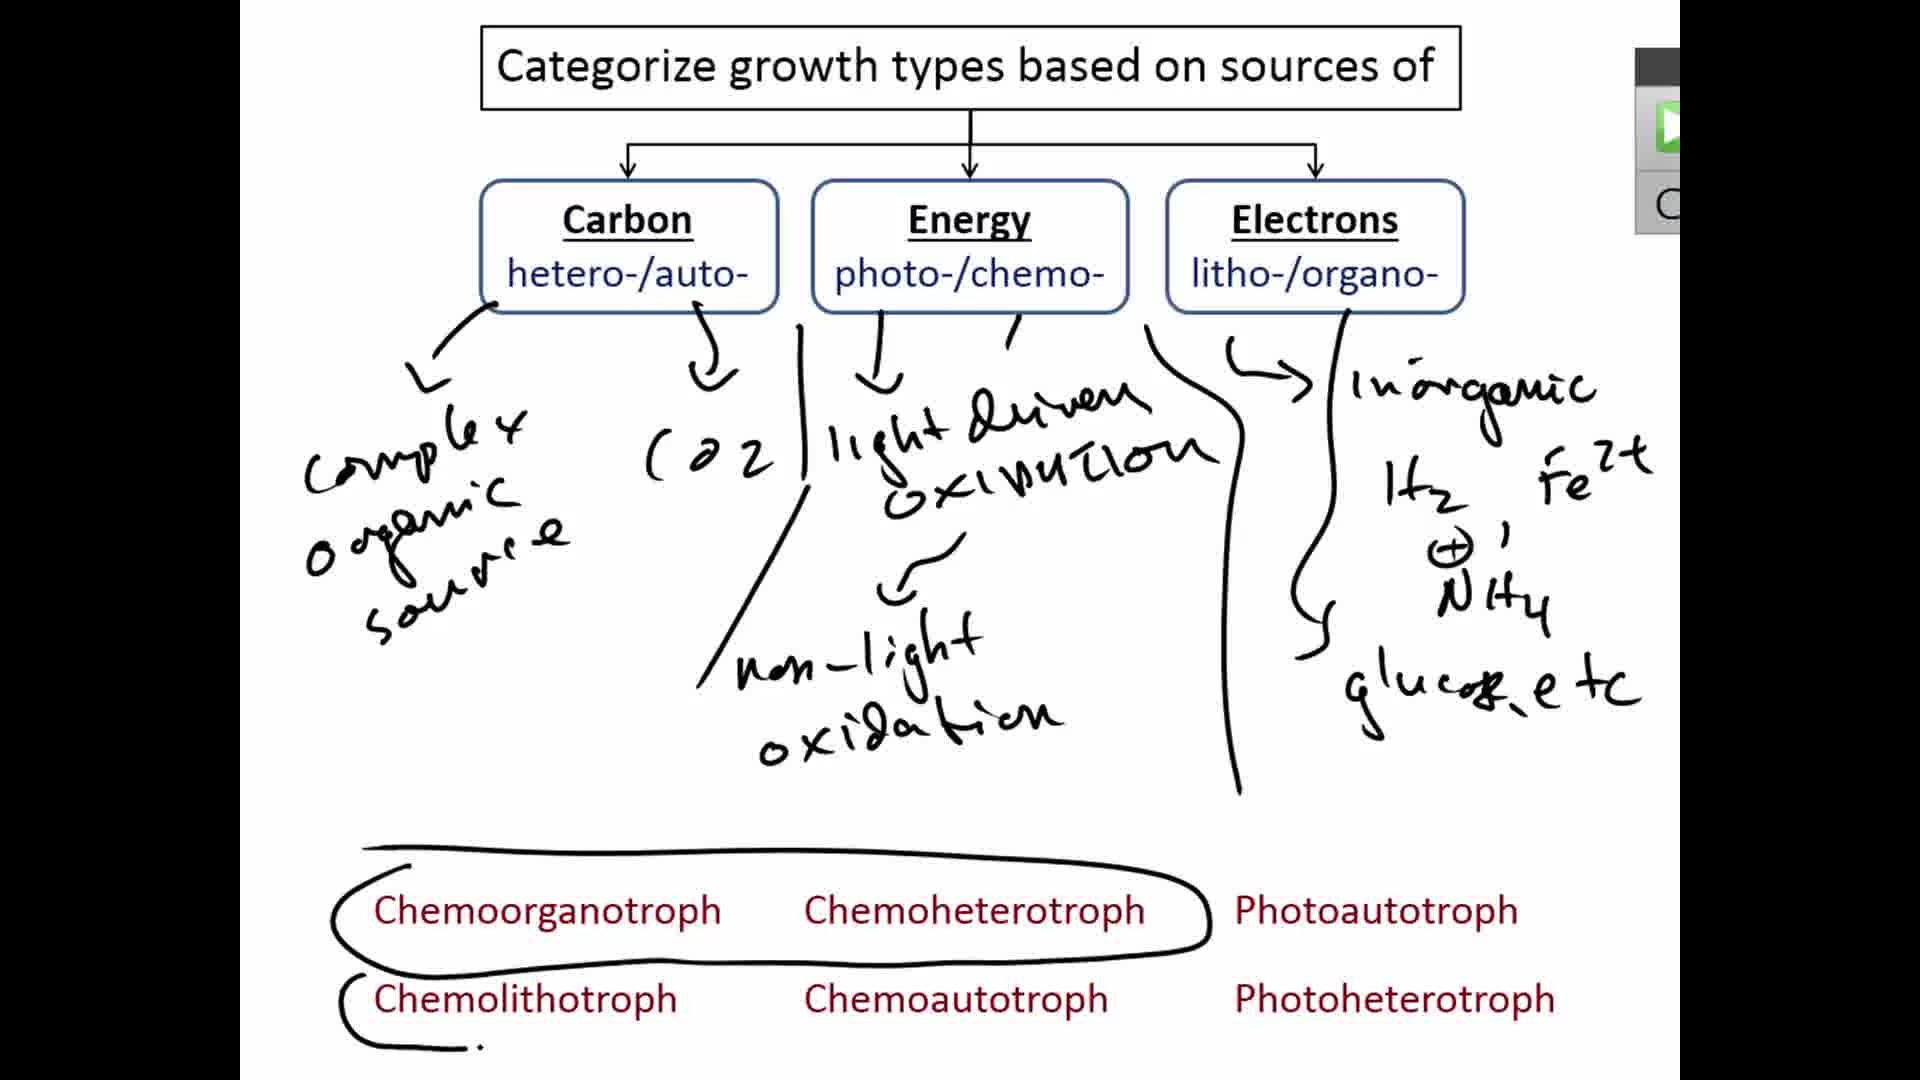 Categorize growth types based on sources of
Carbon
hetero-/auto-
Energy
photo-/chemo-
Electrons
litho-/organo-
complex
organic
source
CO2
light driven
oxidation
non-light
oxidation
inorganic
H2 Fe2+
+
NH4
glucose, etc
Chemoorganotroph Chemoheterotroph Photoautotroph
Chemolithotroph Chemoautotroph Photoheterotroph